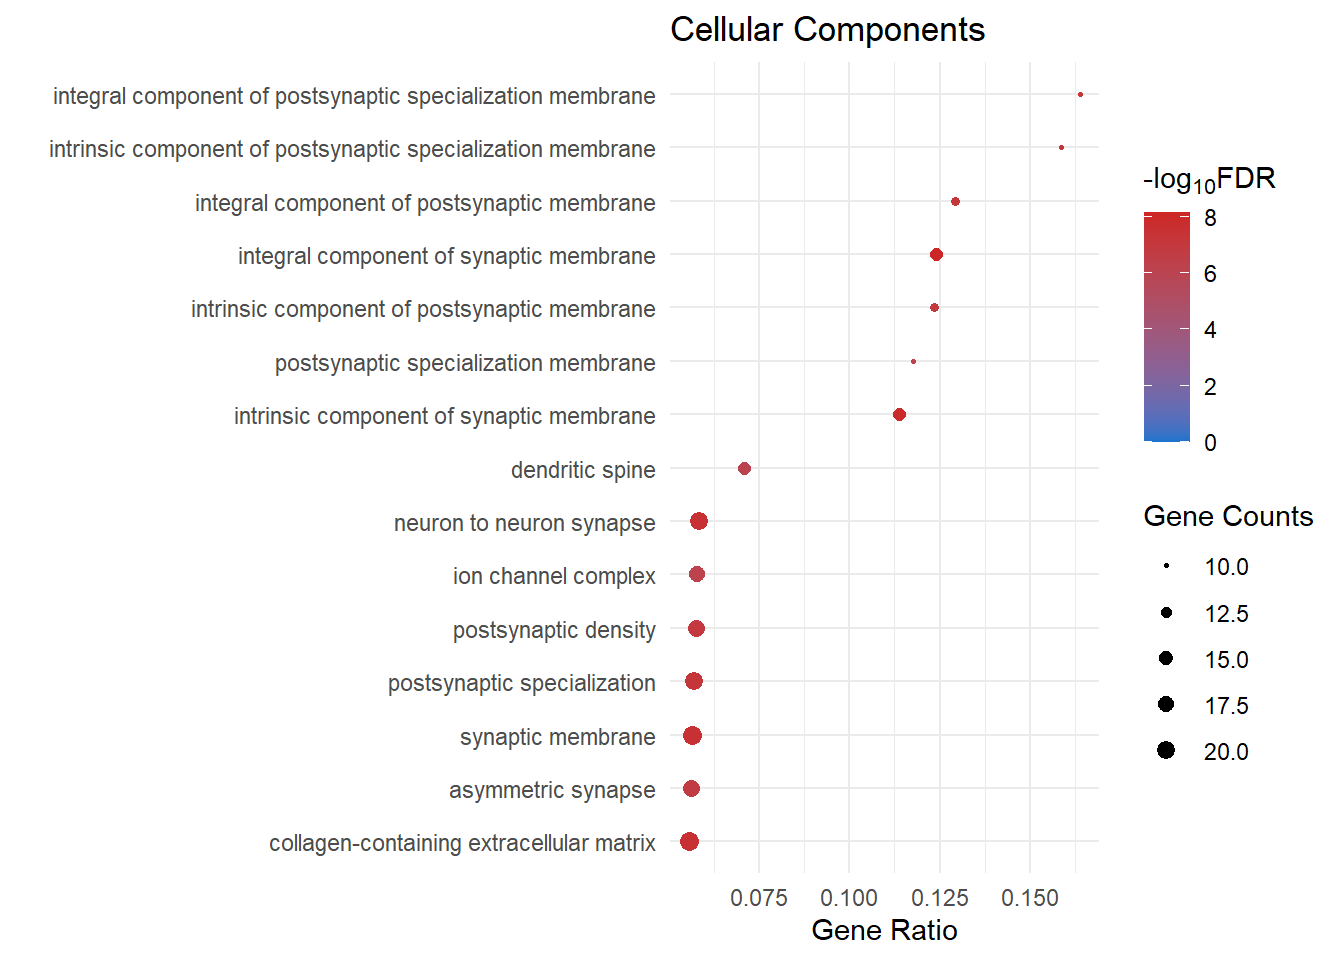 Cellular Components
integral component of postsynaptic specialization membrane
intrinsic component of postsynaptic specialization membrane
integral component of postsynaptic membrane
integral component of synaptic membrane
intrinsic component of postsynaptic membrane
postsynaptic specialization membrane
intrinsic component of synaptic membrane
dendritic spine
neuron to neuron synapse
ion channel complex
postsynaptic density
postsynaptic specialization
synaptic membrane
asymmetric synapse
collagen-containing extracellular matrix
0.075 0.100 0.125 0.150
Gene Ratio
-log10FDR
8
6
4
2
0
Gene Counts
10.0
12.5
15.0
17.5
20.0